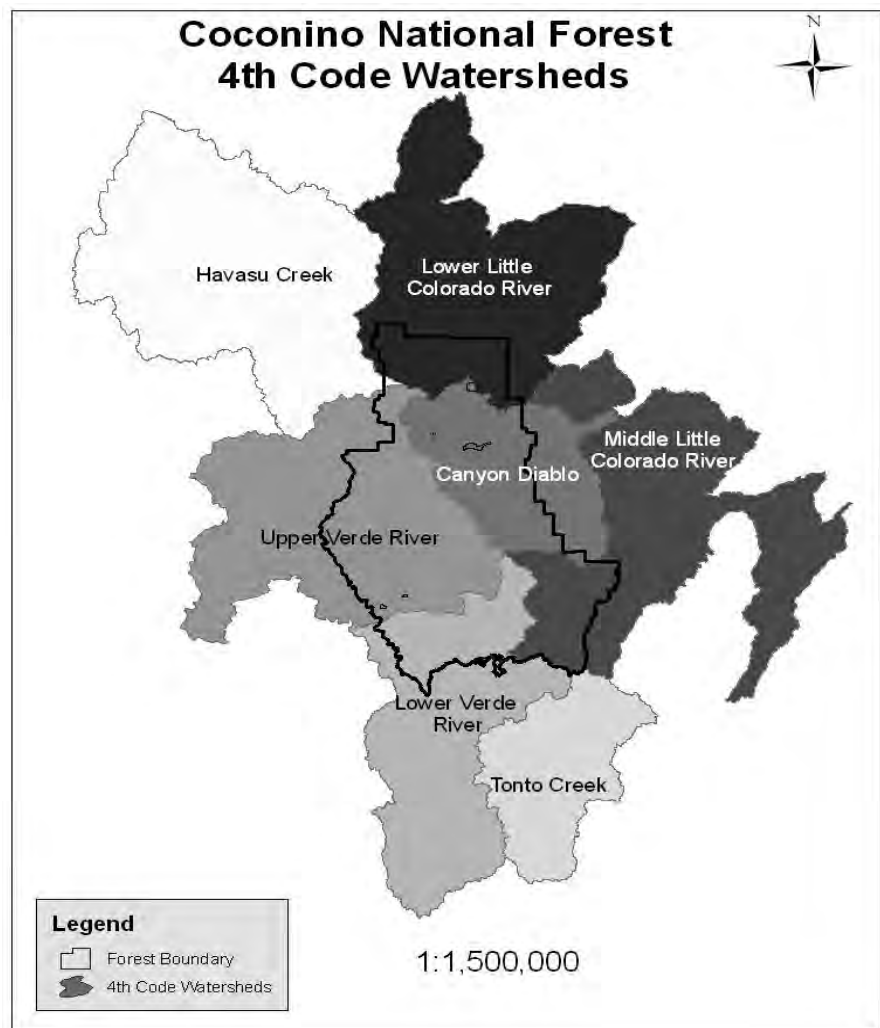 Coconino National Forest
4th Code Watersheds
N
Havasu Creek
Lower Little
Colorado River
Middle Little
Colorado River
Canyon Diablo
Upper Verde River
Lower Verde
River
Tonto Creek
Legend
Forest Boundary
4th Code Watersheds
1:1,500,000